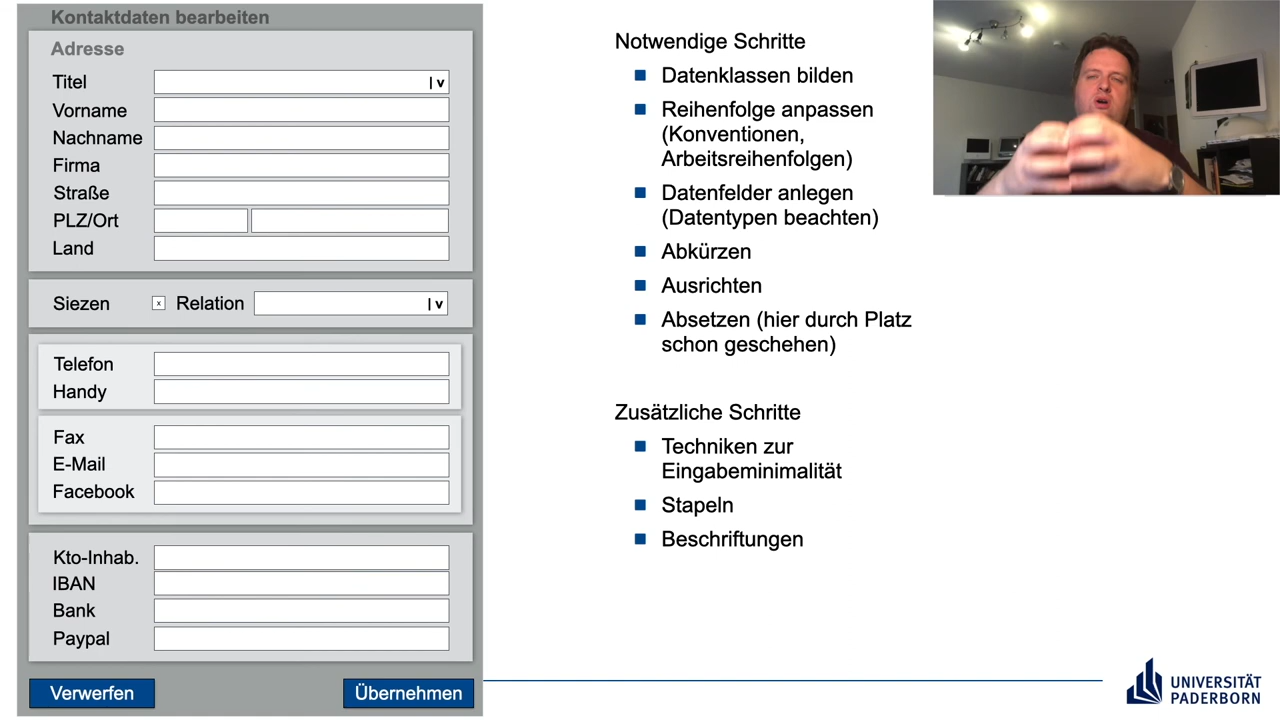 Kontaktdaten bearbeiten
Adresse
Titel
| v
Vorname
Nachname
Firma
Straße
PLZ/Ort
Land
Siezen x Relation | v
Telefon
Handy
Fax
E-Mail
Facebook
Kto-Inhab.
IBAN
Bank
Paypal
Verwerfen
Übernehmen
Notwendige Schritte
Datenklassen bilden
Reihenfolge anpassen
(Konventionen,
Arbeitsreihenfolgen)
Datenfelder anlegen
(Datentypen beachten)
Abkürzen
Ausrichten
Absetzen (hier durch Platz
schon geschehen)
Zusätzliche Schritte
Techniken zur
Eingabeminimalität
Stapeln
Beschriftungen
UNIVERSITÄT
PADERBORN